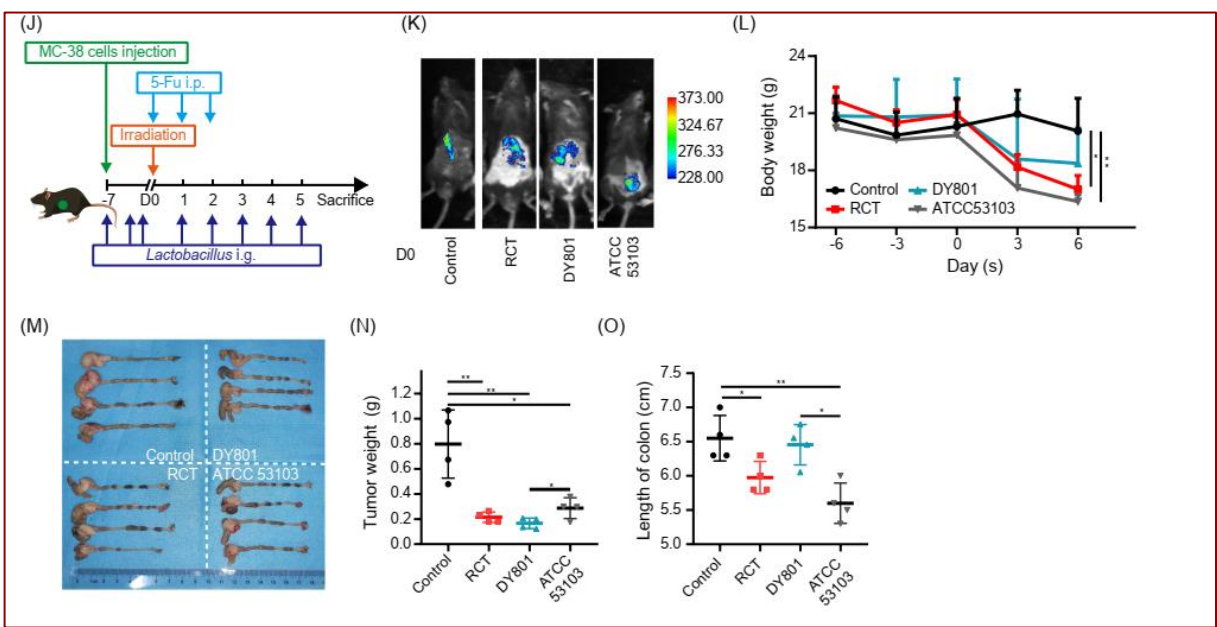 (J)
MC-38 cells injection
5-Fu i.p.
Irradiation
-7 D0 1 2 3 4 5 Sacrifice
Lactobacillus i.g.
(K)
373.00
324.67
276.33
228.00
D0
Control
RCT
DY801
ATCC
53103
(L)
Body weight (g)
24
21
18
15
Control
RCT
DY801
ATCC53103
*
**
-6 -3 0 3 6
Day (s)
(M)
Control
DY801
RCT
ATCC 53103
(N)
Tumor weight (g)
1.2
1.0
0.8
0.6
0.4
0.2
0.0
**
**
*
*
Control
RCT
DY801
ATCC
53103
(O)
Length of colon (cm)
7.5
7.0
6.5
6.0
5.5
5.0
**
*
*
Control
RCT
DY801
ATCC
53103